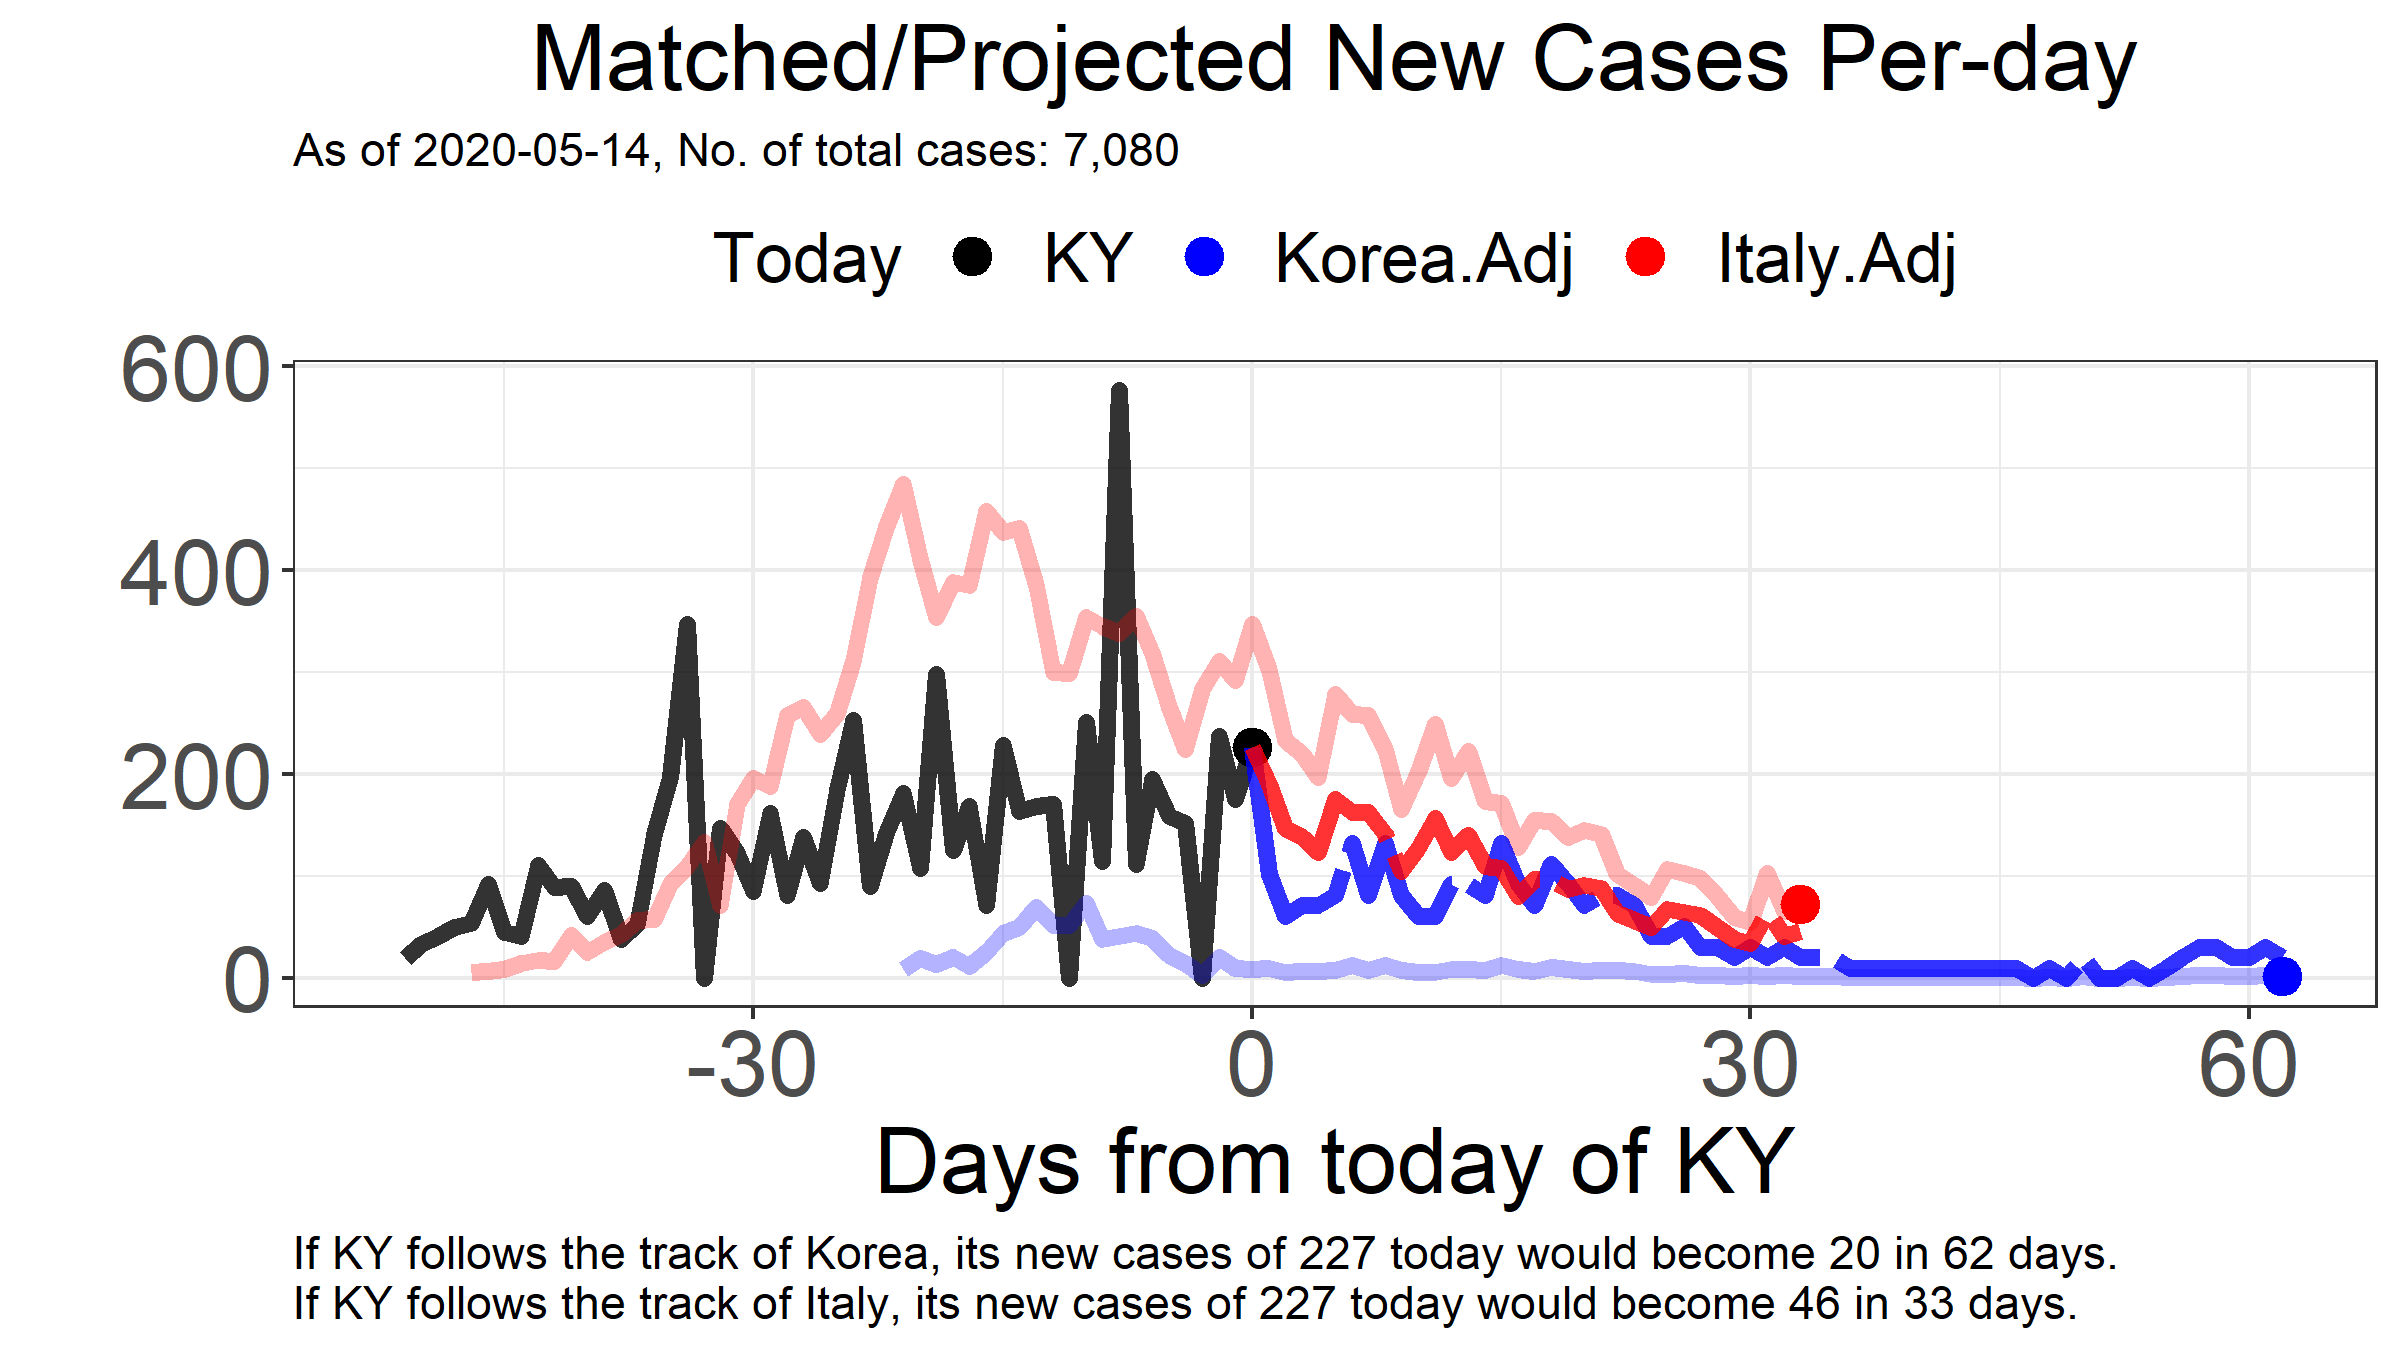 Matched/Projected New Cases Per-day
As of 2020-05-14, No. of total cases: 7,080
Today KY Korea.Adj Italy.Adj
600
400
200
0
-30 0 30 60
Days from today of KY
If KY follows the track of Korea, its new cases of 227 today would become 20 in 62 days.
If KY follows the track of Italy, its new cases of 227 today would become 46 in 33 days.